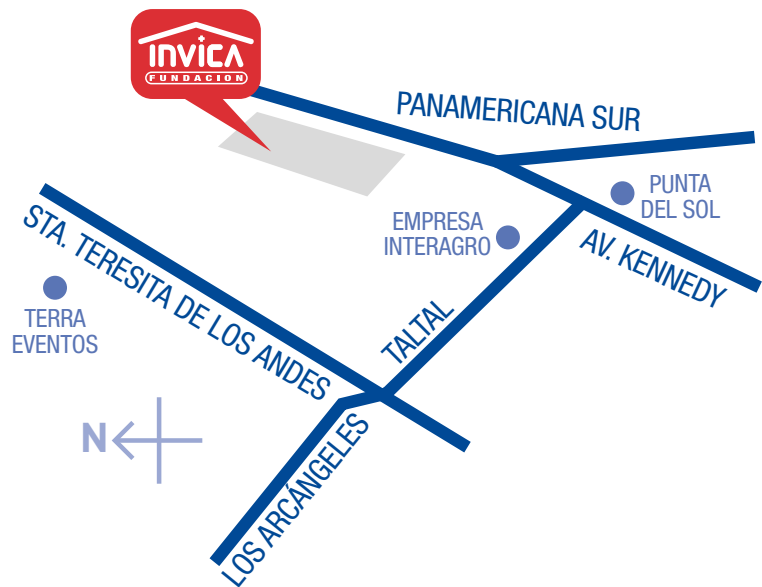 INVICA
FUNDACION
PANAMERICANA SUR
PUNTA
DEL SOL
EMPRESA
INTERAGRO
AV. KENNEDY
STA. TERESITA DE LOS ANDES
TALTAL
TERRA
EVENTOS
N
LOS ARCÁNGELES